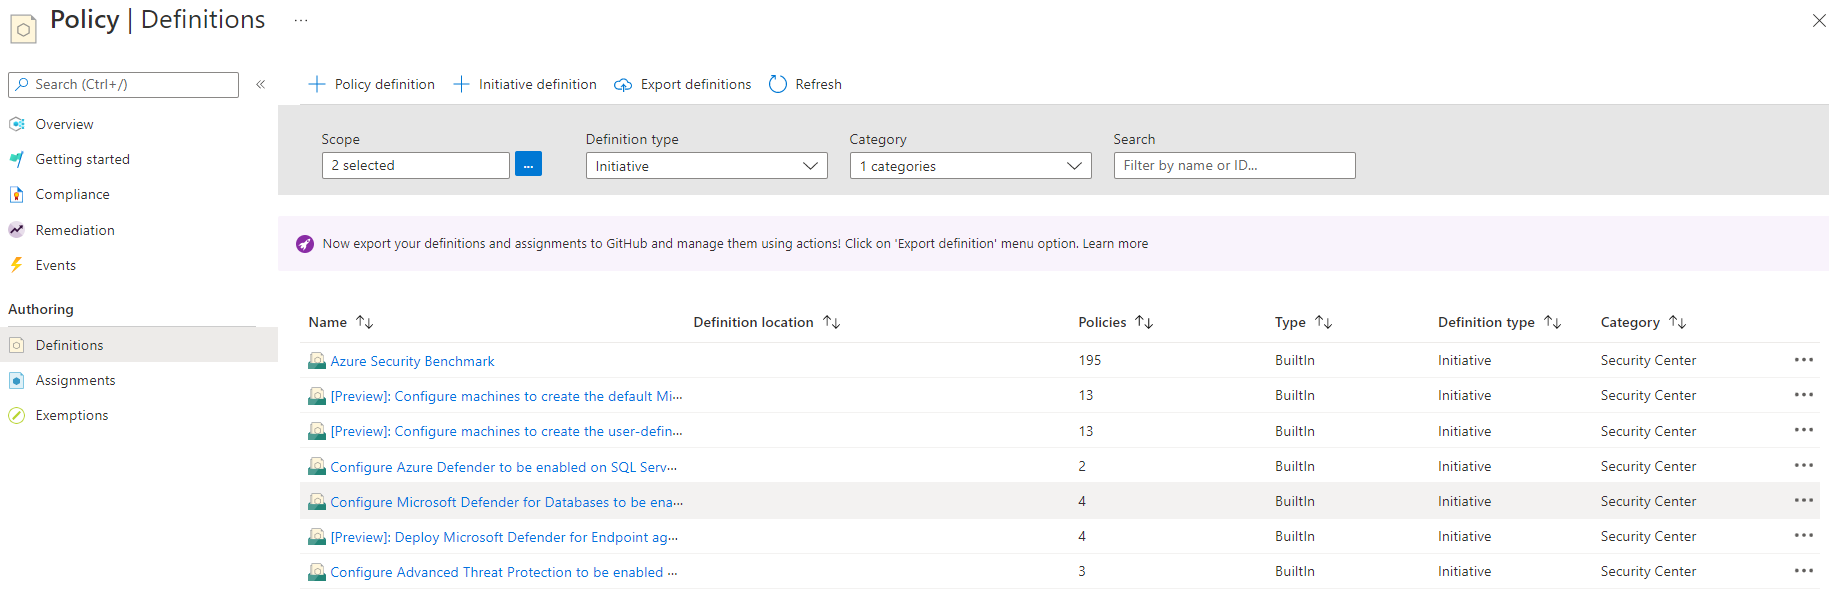 Policy | Definitions ...
Search (Ctrl+/) «
+ Policy definition + Initiative definition Export definitions Refresh
Overview
Getting started
Compliance
Remediation
Events
Authoring
Definitions
Assignments
Exemptions
Scope Definition type Category Search
2 selected ... Initiative 1 categories Filter by name or ID...
Now export your definitions and assignments to GitHub and manage them using actions! Click on 'Export definition' menu option. Learn more
Name ↑↓ Definition location ↑↓ Policies ↑↓ Type ↑↓ Definition type ↑↓ Category ↑↓
Azure Security Benchmark 195 BuiltIn Initiative Security Center ...
[Preview]: Configure machines to create the default Mi... 13 BuiltIn Initiative Security Center ...
[Preview]: Configure machines to create the user-defin... 13 BuiltIn Initiative Security Center ...
Configure Azure Defender to be enabled on SQL Serv... 2 BuiltIn Initiative Security Center ...
Configure Microsoft Defender for Databases to be ena... 4 BuiltIn Initiative Security Center ...
[Preview]: Deploy Microsoft Defender for Endpoint ag... 4 BuiltIn Initiative Security Center ...
Configure Advanced Threat Protection to be enabled ... 3 BuiltIn Initiative Security Center ...